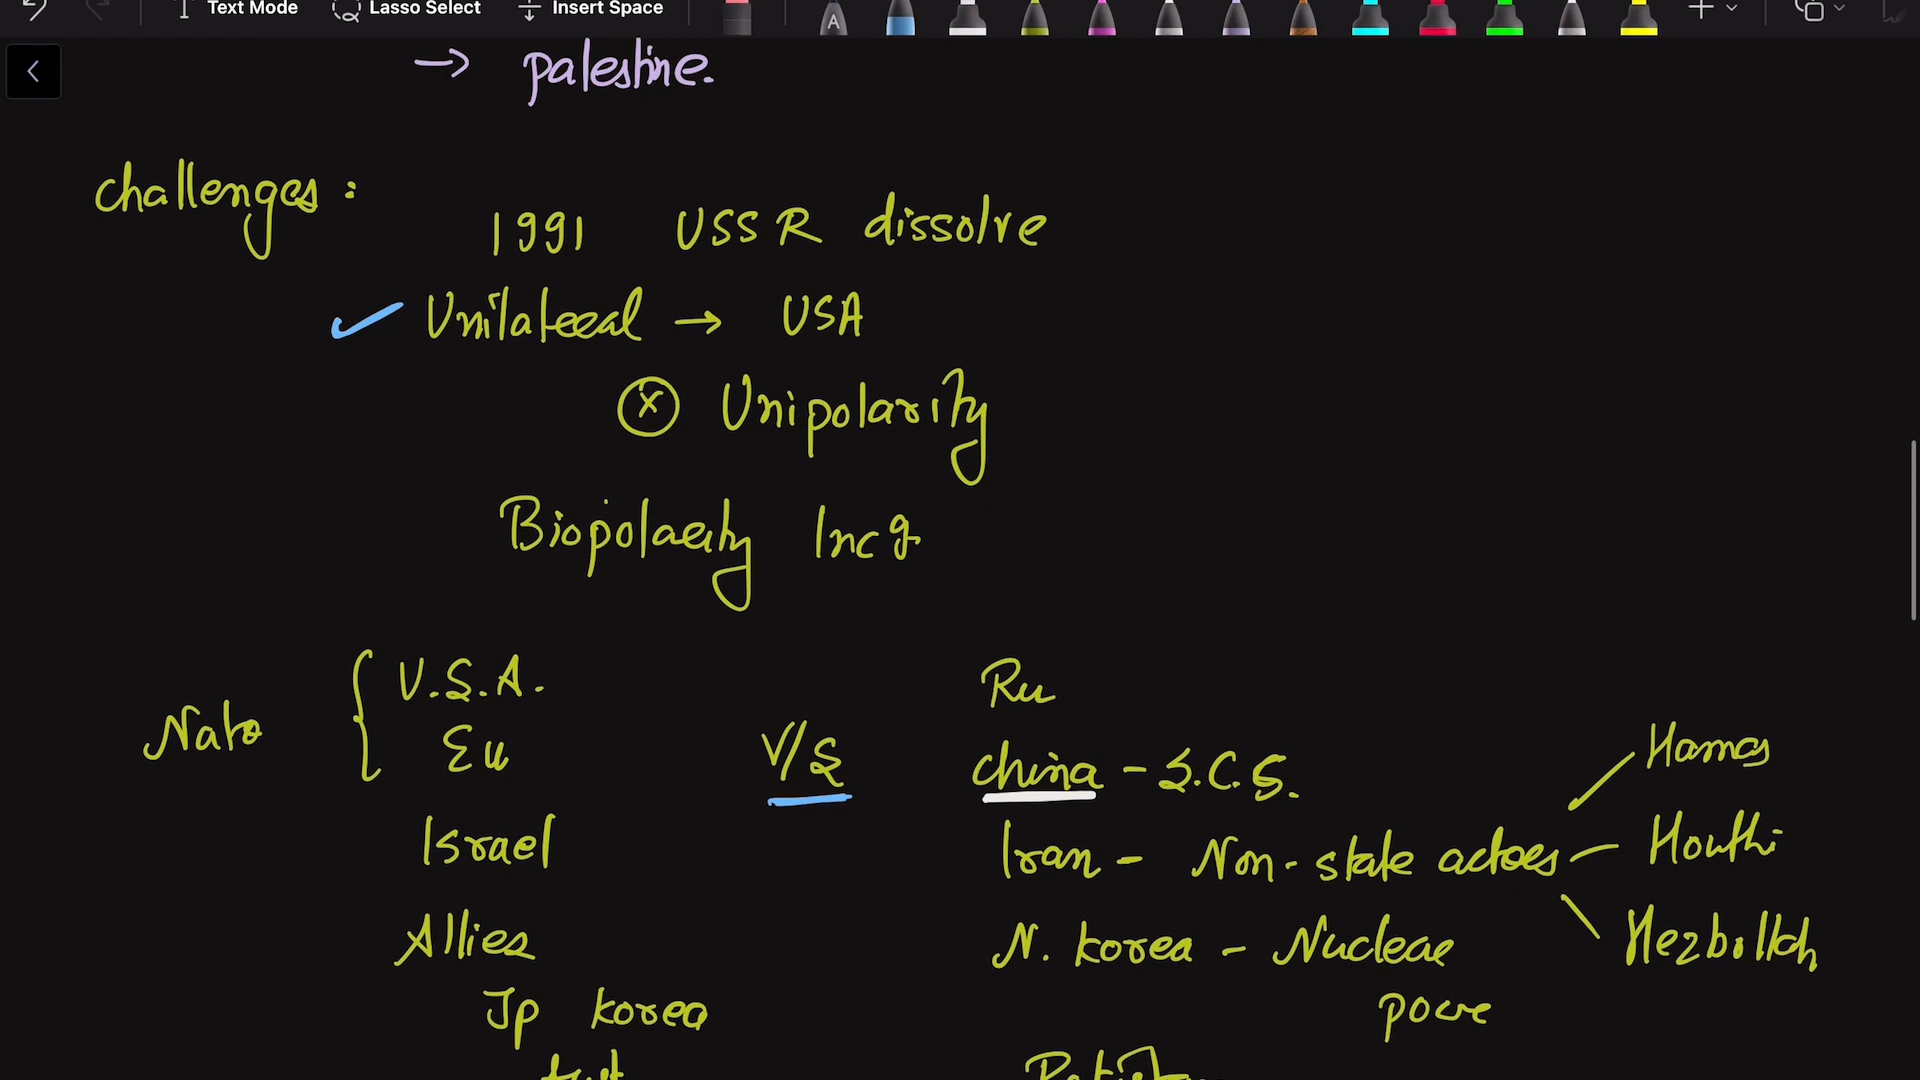 Text Mode Lasso Select Insert Space
→ palestine.
challenges :
1991 USSR dissolve
Unilateral → USA
ⓧ Unipolarity
Biopolarity Incg
Nato { U.S.A.
Eu
V/S
Ru
china - S.C.S.
Israel
Iran - Non-state actors
Hamas
Houthi
Hezbollah
Allies
N. korea - Nuclear
power
Jp korea